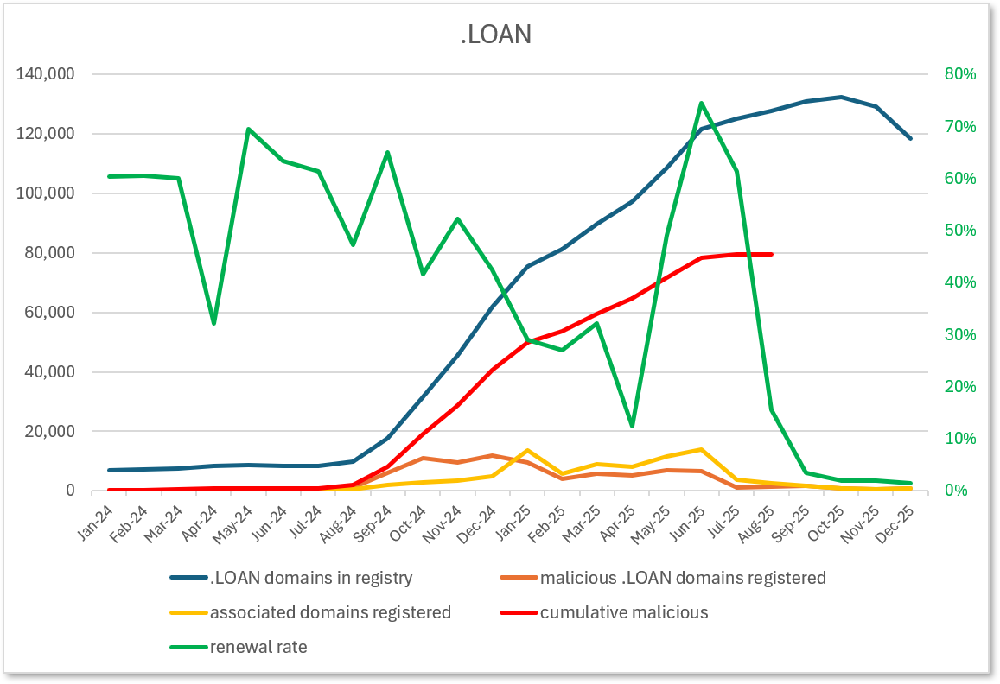 .LOAN
140,000
120,000
100,000
80,000
60,000
40,000
20,000
0
80%
70%
60%
50%
40%
30%
20%
10%
0%
Jan-24
Feb-24
Mar-24
Apr-24
May-24
Jun-24
Jul-24
Aug-24
Sep-24
Oct-24
Nov-24
Dec-24
Jan-25
Feb-25
Mar-25
Apr-25
May-25
Jun-25
Jul-25
Aug-25
Sep-25
Oct-25
Nov-25
Dec-25
.LOAN domains in registry
malicious .LOAN domains registered
associated domains registered
cumulative malicious
renewal rate